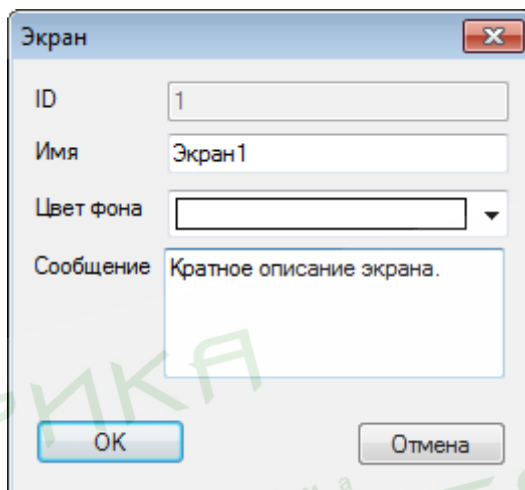 Экран
ID
1
Имя
Экран1
Цвет фона
Сообщение
Кратное описание экрана.
OK
Отмена